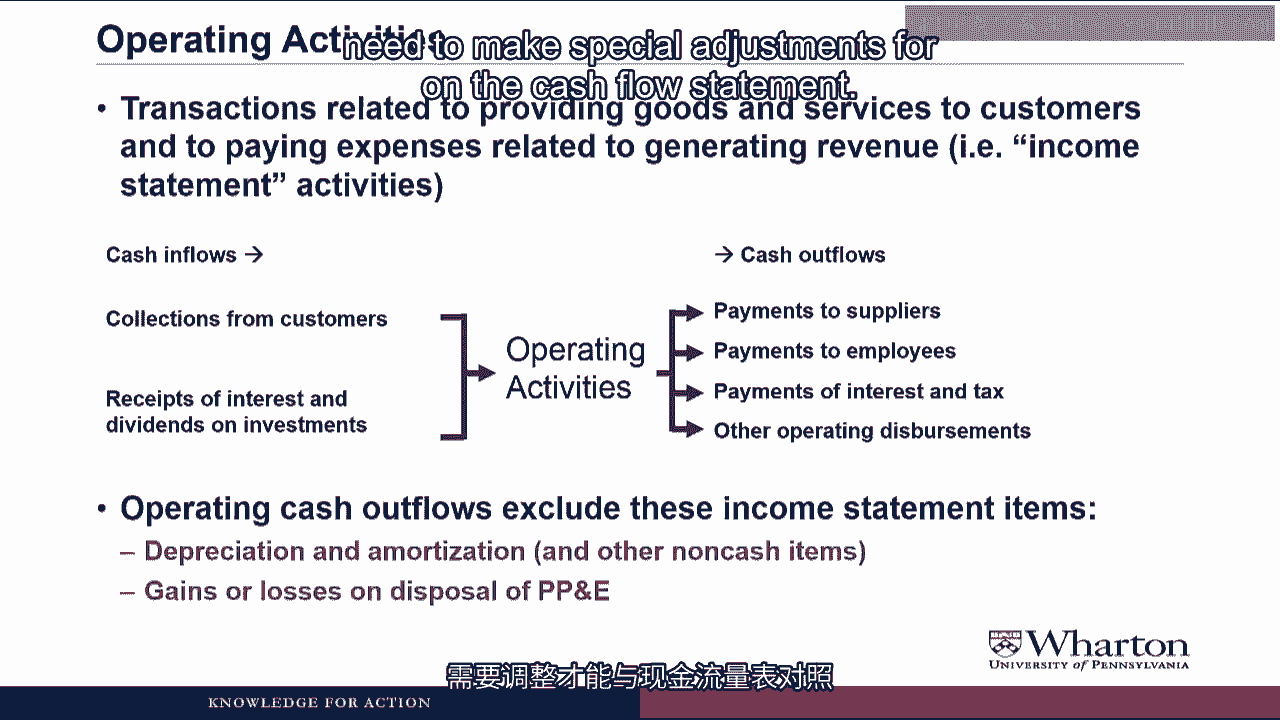 Operating Activities
need to make special adjustments for
on the cash flow statement.
• Transactions related to providing goods and services to customers
and to paying expenses related to generating revenue (i.e. “income
statement” activities)
Cash inflows →
→ Cash outflows
Collections from customers
Receipts of interest and
dividends on investments
Operating
Activities
Payments to suppliers
Payments to employees
Payments of interest and tax
Other operating disbursements
• Operating cash outflows exclude these income statement items:
– Depreciation and amortization (and other noncash items)
– Gains or losses on disposal of PP&E
Wharton
UNIVERSITY of PENNSYLVANIA
需要调整才能与现金流量表对照
KNOWLEDGE FOR ACTION